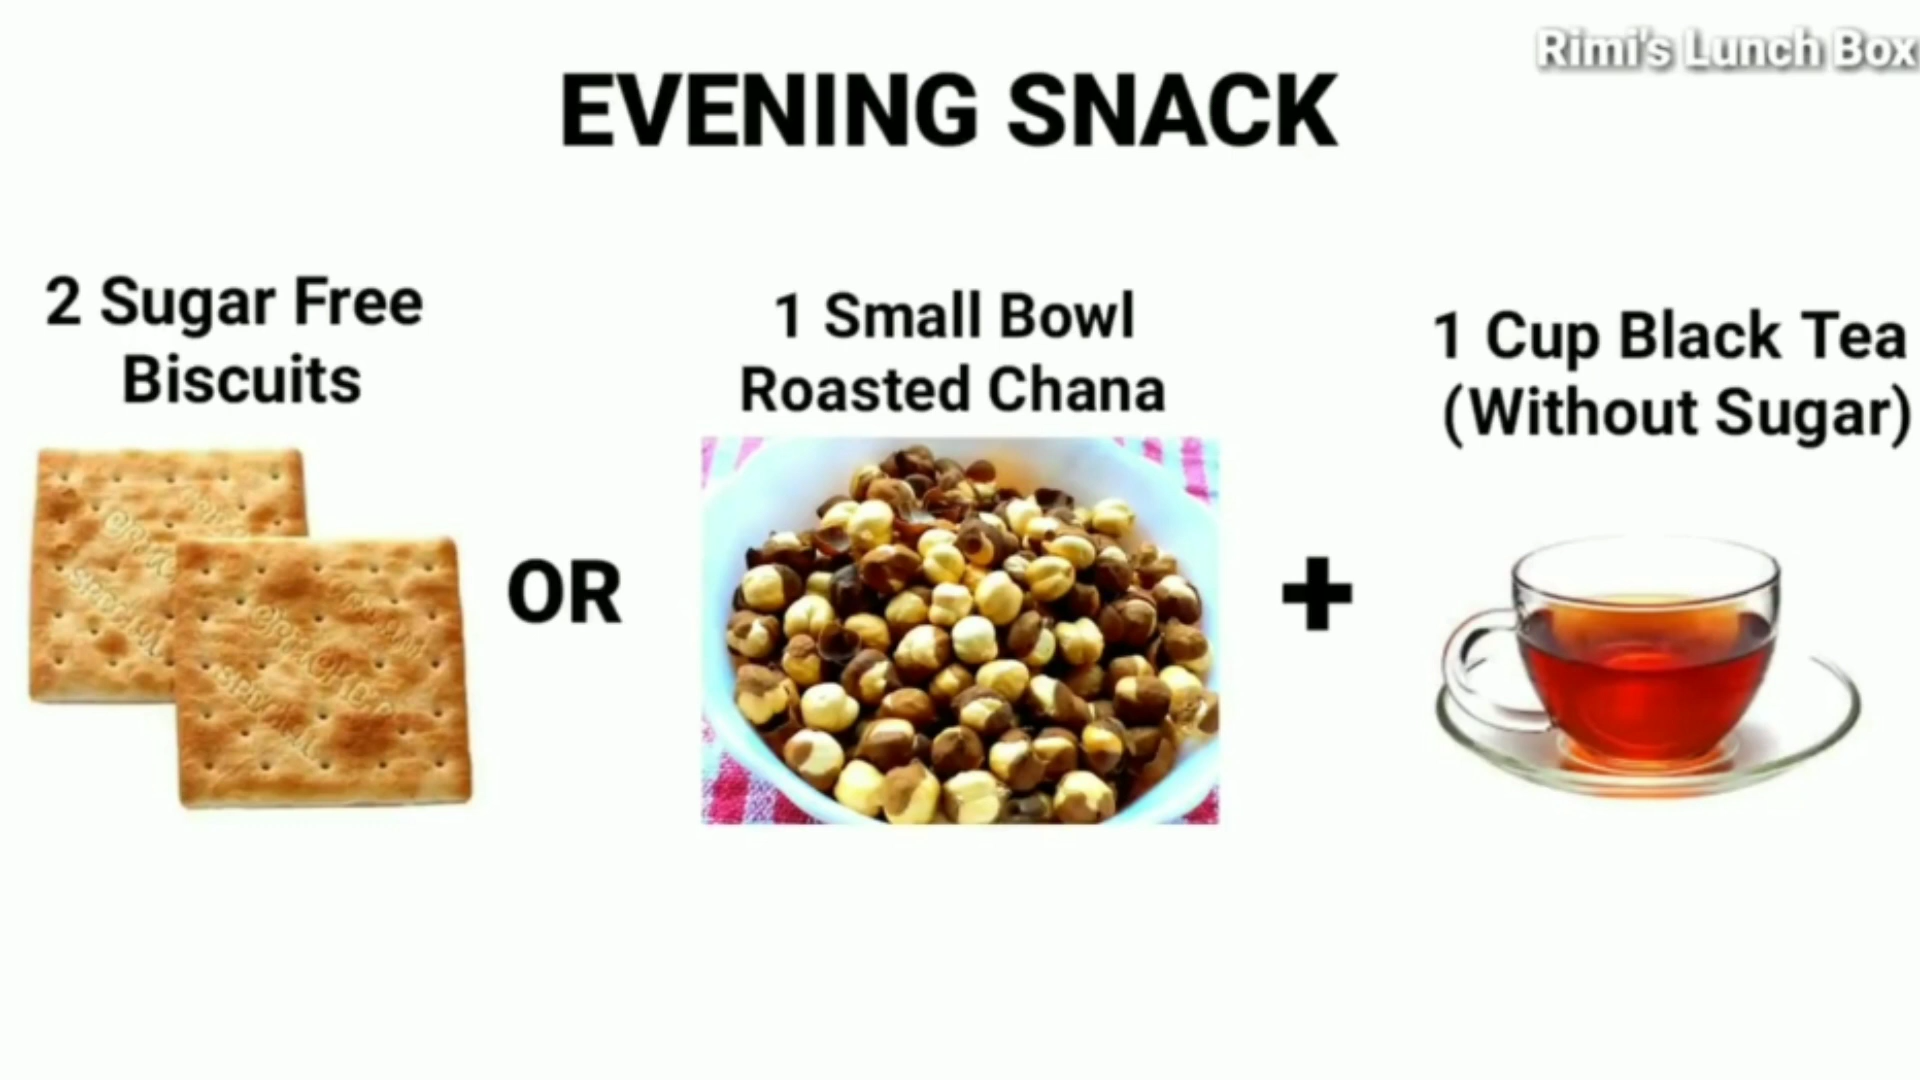 Rimi's Lunch Box
EVENING SNACK
2 Sugar Free
Biscuits
OR
1 Small Bowl
Roasted Chana
+
1 Cup Black Tea
(Without Sugar)